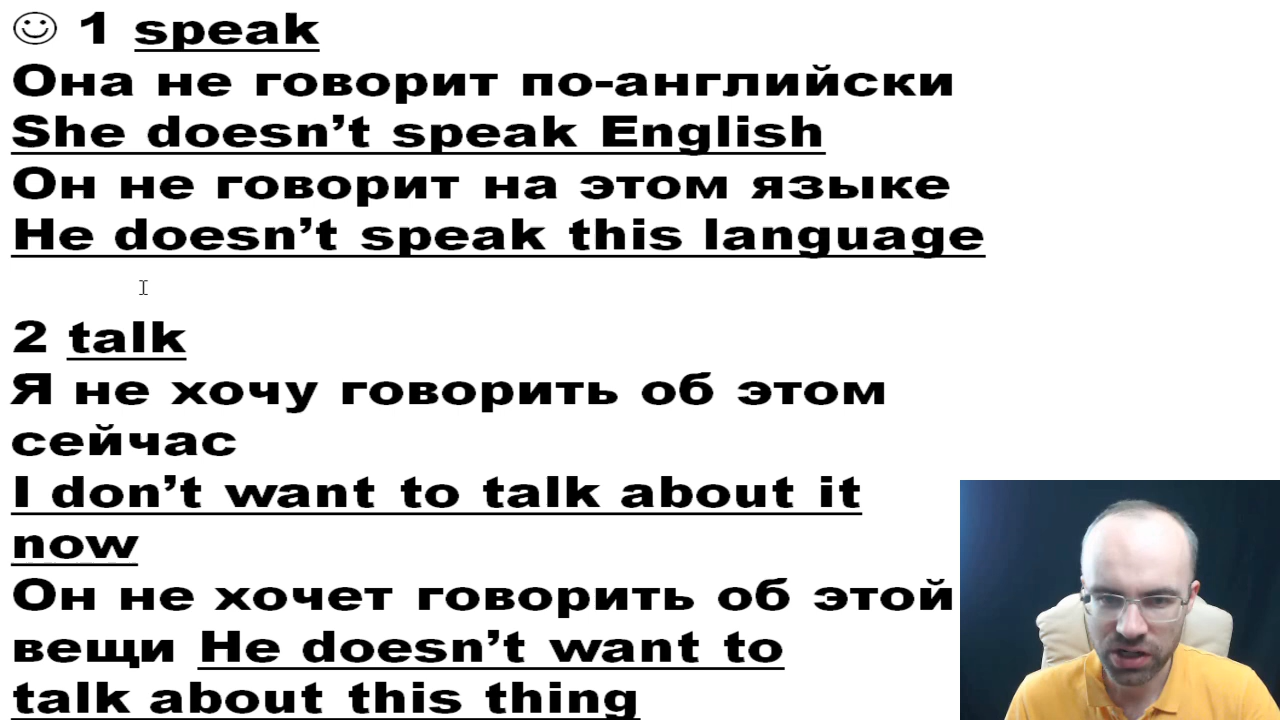 ☺ 1 speak
Она не говорит по-английски
She doesn’t speak English
Он не говорит на этом языке
He doesn’t speak this language
2 talk
Я не хочу говорить об этом
сейчас
I don’t want to talk about it
now
Он не хочет говорить об этой
вещи He doesn’t want to
talk about this thing